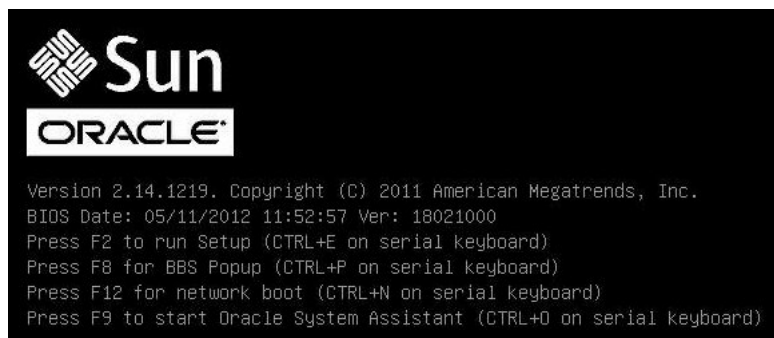 Sun
ORACLE
Version 2.14.1219. Copyright (C) 2011 American Megatrends, Inc.
BIOS Date: 05/11/2012 11:52:57 Ver: 18021000
Press F2 to run Setup (CTRL+E on serial keyboard)
Press F8 for BBS Popup (CTRL+P on serial keyboard)
Press F12 for network boot (CTRL+N on serial keyboard)
Press F9 to start Oracle System Assistant (CTRL+O on serial keyboard)